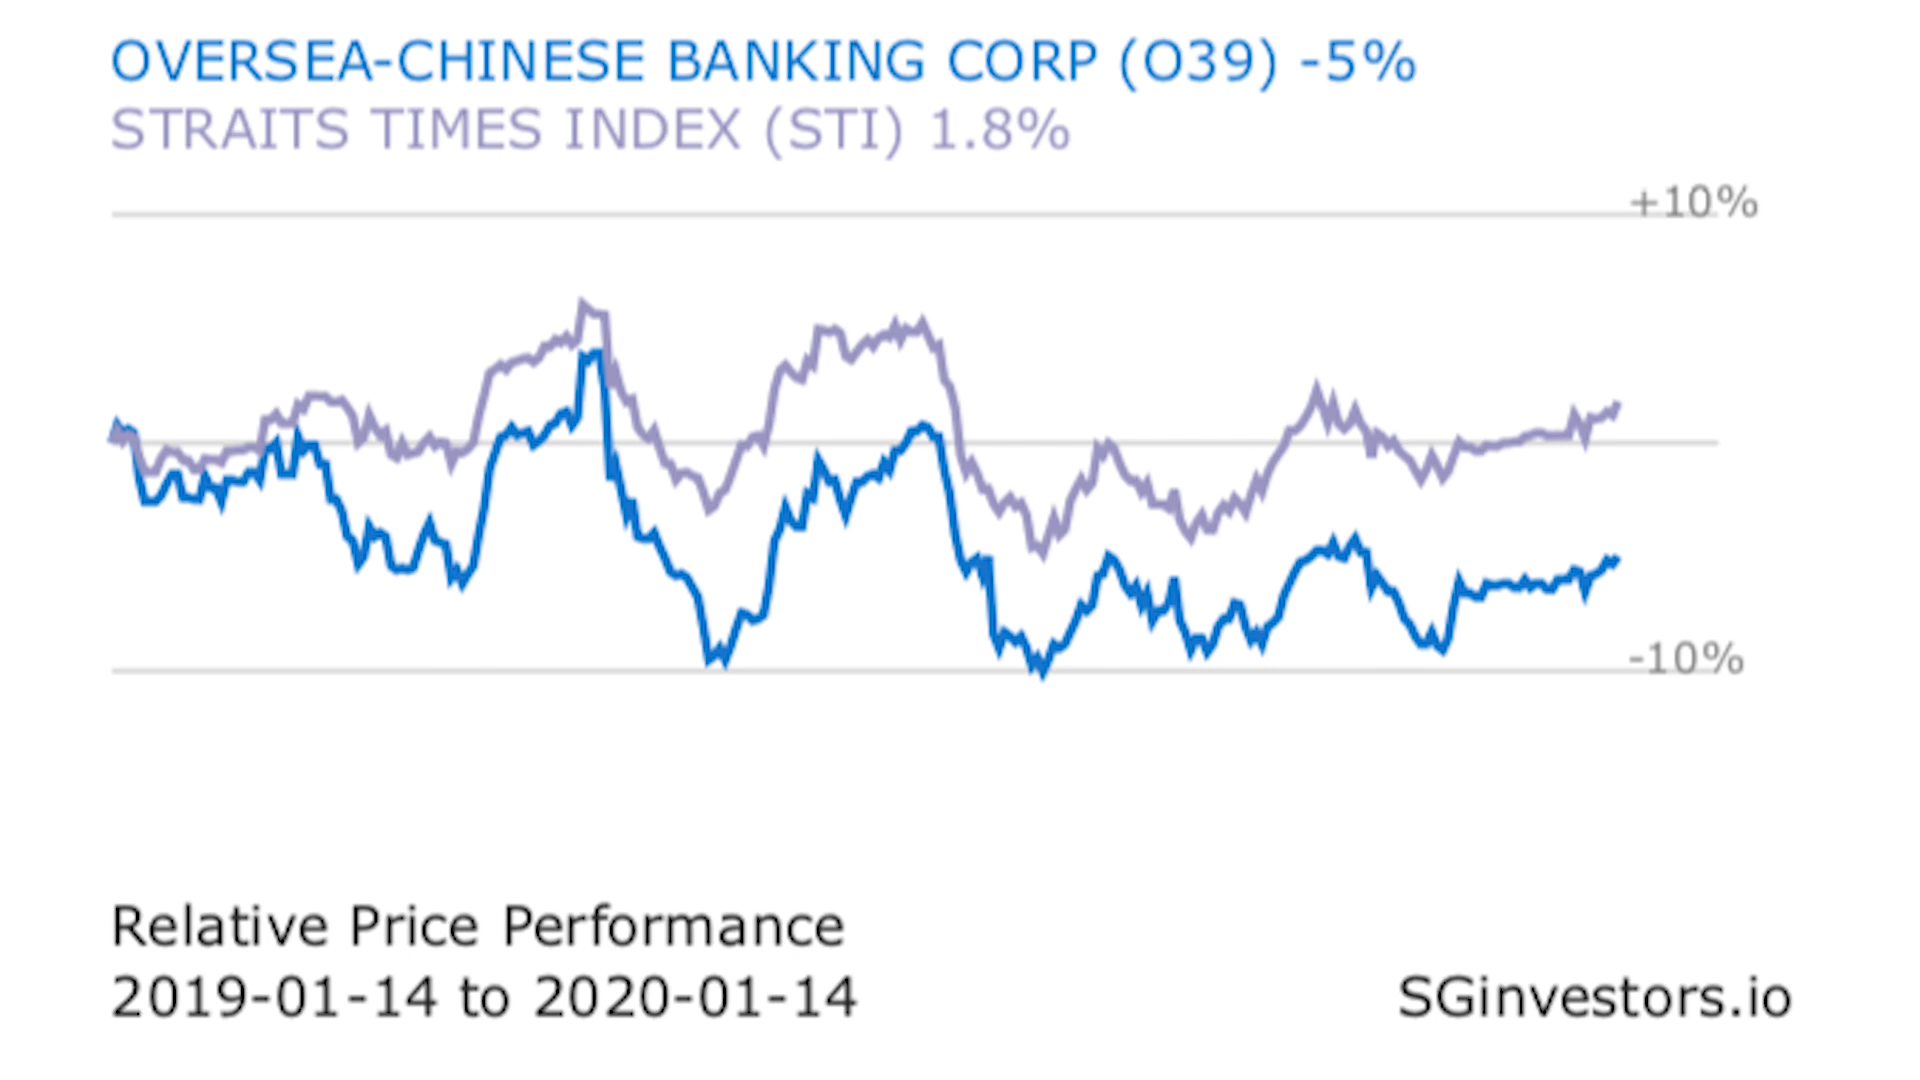 OVERSEA-CHINESE BANKING CORP (O39) -5%
STRAITS TIMES INDEX (STI) 1.8%
+10%
-10%
Relative Price Performance
2019-01-14 to 2020-01-14
SGinvestors.io